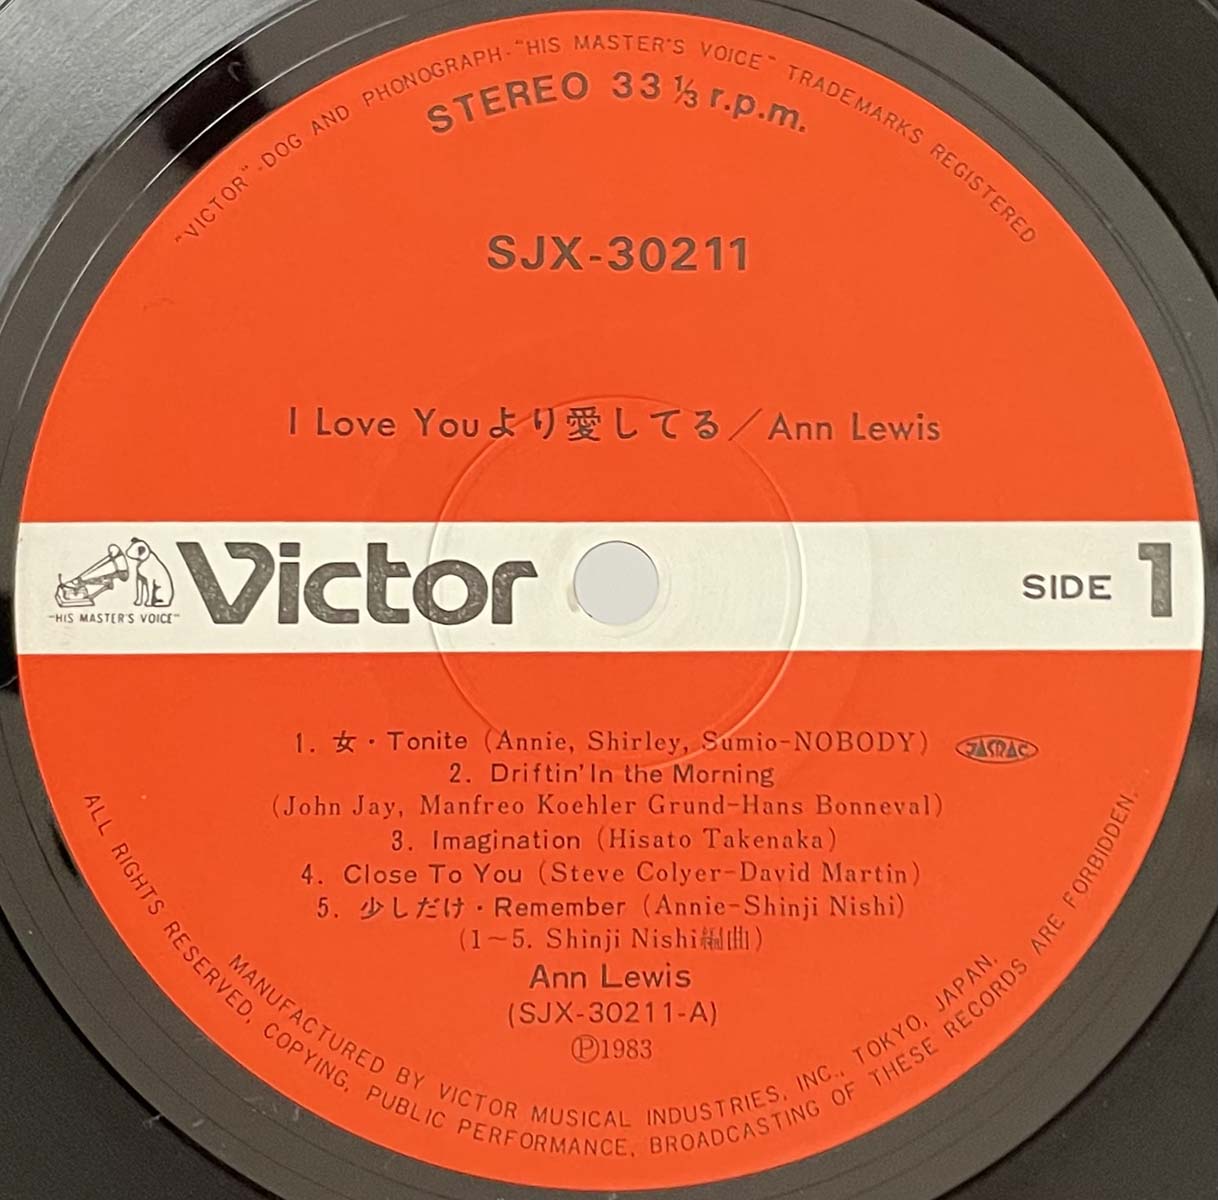 "VICTOR"-DOG AND PHONOGRAPH-"HIS MASTER'S VOICE" TRADEMARKS REGISTERED
STEREO 33 1/3 r.p.m.
SJX-30211
I Love Youより愛してる/Ann Lewis
"HIS MASTER'S VOICE"
Victor
SIDE 1
1. 女・Tonite (Annie, Shirley, Sumio-NOBODY) JASRAC
2. Driftin' In the Morning
(John Jay, Manfreo Koehler Grund-Hans Bonneval)
3. Imagination (Hisato Takenaka)
4. Close To You (Steve Colyer-David Martin)
5. 少しだけ・Remember (Annie-Shinji Nishi)
(1~5. Shinji Nishi編曲)
Ann Lewis
(SJX-30211-A)
Ⓟ1983
MANUFACTURED BY VICTOR MUSICAL INDUSTRIES, INC., TOKYO, JAPAN.
ALL RIGHTS RESERVED, COPYING, PUBLIC PERFORMANCE, BROADCASTING OF THESE RECORDS ARE FORBIDDEN.